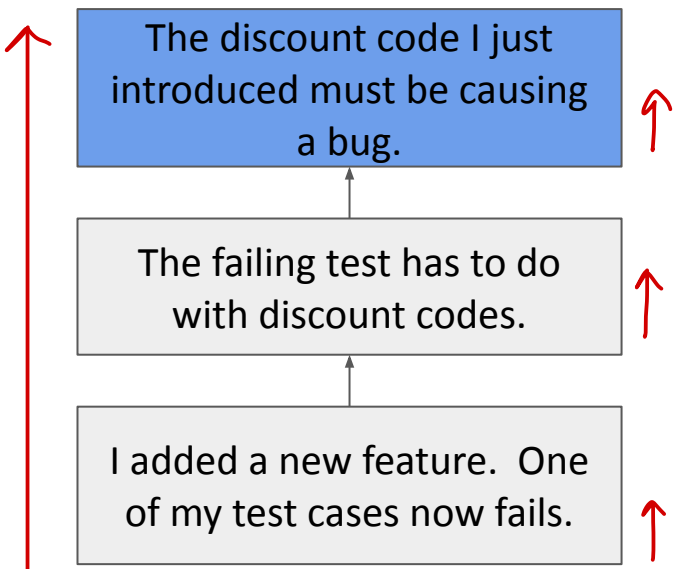 The discount code I just
introduced must be causing
a bug.
The failing test has to do
with discount codes.
I added a new feature.  One
of my test cases now fails.